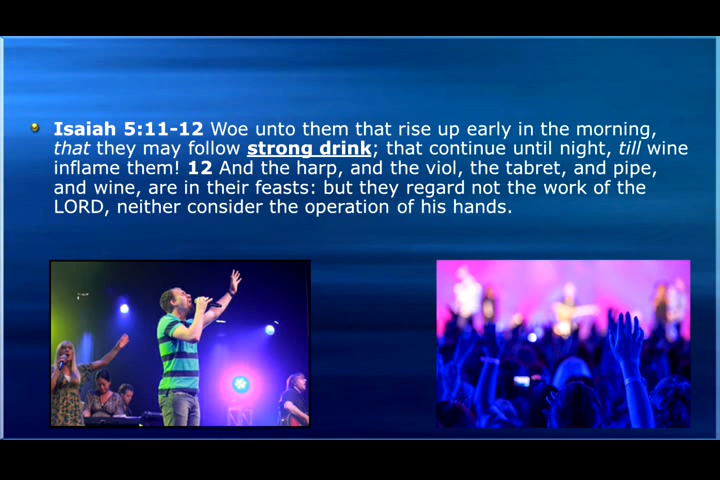 Isaiah 5:11-12 Woe unto them that rise up early in the morning,
that they may follow strong drink; that continue until night, till wine
inflame them! 12 And the harp, and the viol, the tabret, and pipe,
and wine, are in their feasts: but they regard not the work of the
LORD, neither consider the operation of his hands.